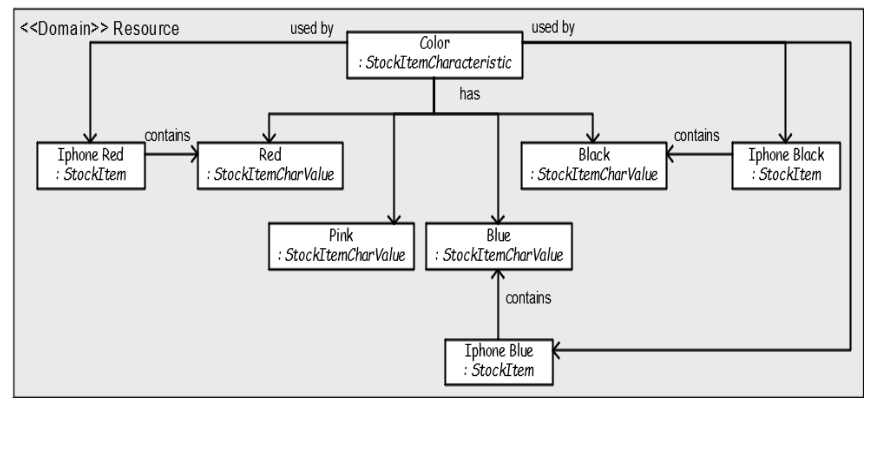 <<Domain>> Resource
used by
used by
Color
: StockItemCharacteristic
has
contains
contains
Iphone Red
: StockItem
Red
: StockItemCharValue
Black
: StockItemCharValue
Iphone Black
: StockItem
Pink
: StockItemCharValue
Blue
: StockItemCharValue
contains
Iphone Blue
: StockItem